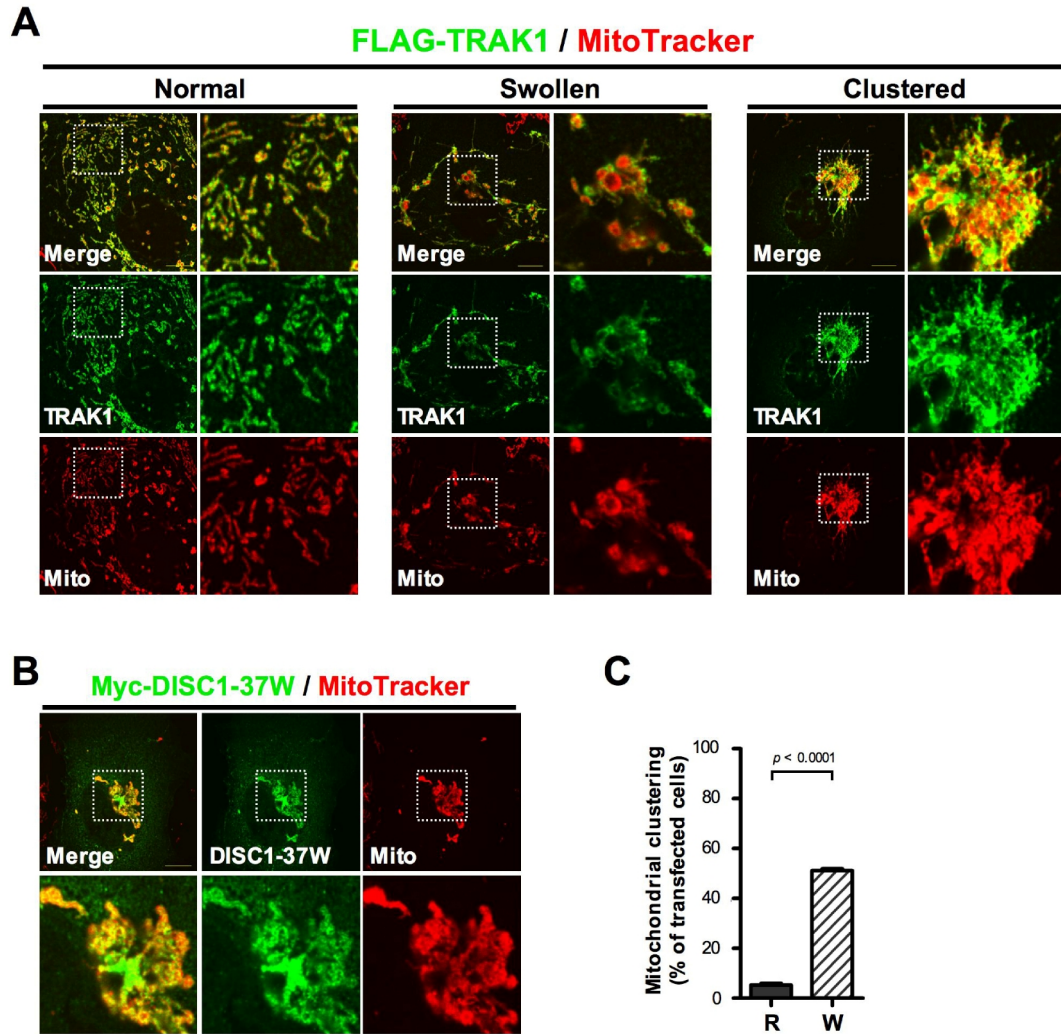 A
FLAG-TRAK1 / MitoTracker
Normal
Swollen
Clustered
Merge
Merge
Merge
TRAK1
TRAK1
TRAK1
Mito
Mito
Mito
B
Myc-DISC1-37W / MitoTracker
Merge
DISC1-37W
Mito
C
Mitochondrial clustering
(% of transfected cells)
100
80
60
40
20
0
p < 0.0001
R
W